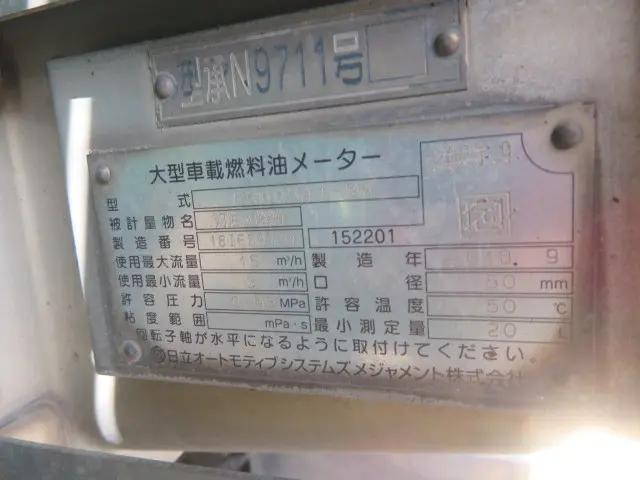 型承N9711号
大型車載燃料油メーター
型式
被計量物名
製造番号 152201
使用最大流量 15 m³/h 製造年 9
使用最小流量 m³/h 口径 50 mm
許容圧力 MPa 許容温度 50 ℃
粘度範囲 mPa·s 最小測定量 20 L
回転子軸が水平になるように取付けてください。
日立オートモティブシステムズメジャメント株式会社